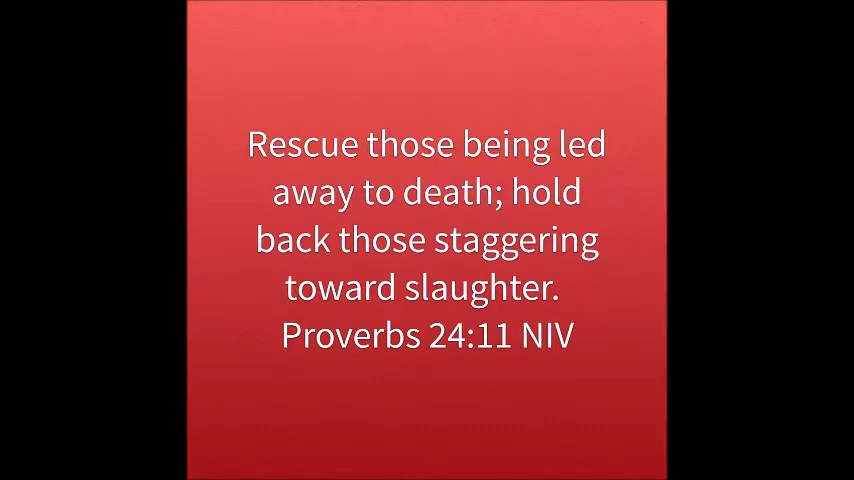 Rescue those being led
away to death; hold
back those staggering
toward slaughter.
Proverbs 24:11 NIV